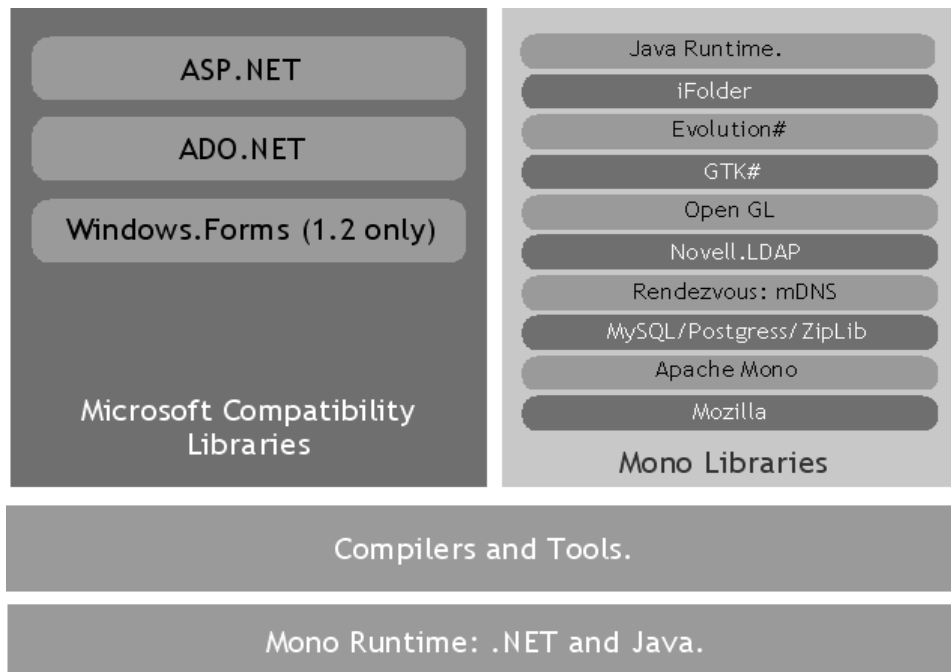 ASP.NET
ADO.NET
Windows.Forms (1.2 only)
Microsoft Compatibility
Libraries
Java Runtime.
iFolder
Evolution#
GTK#
Open GL
Novell.LDAP
Rendezvous: mDNS
MySQL/Postgress/ZipLib
Apache Mono
Mozilla
Mono Libraries
Compilers and Tools.
Mono Runtime: .NET and Java.